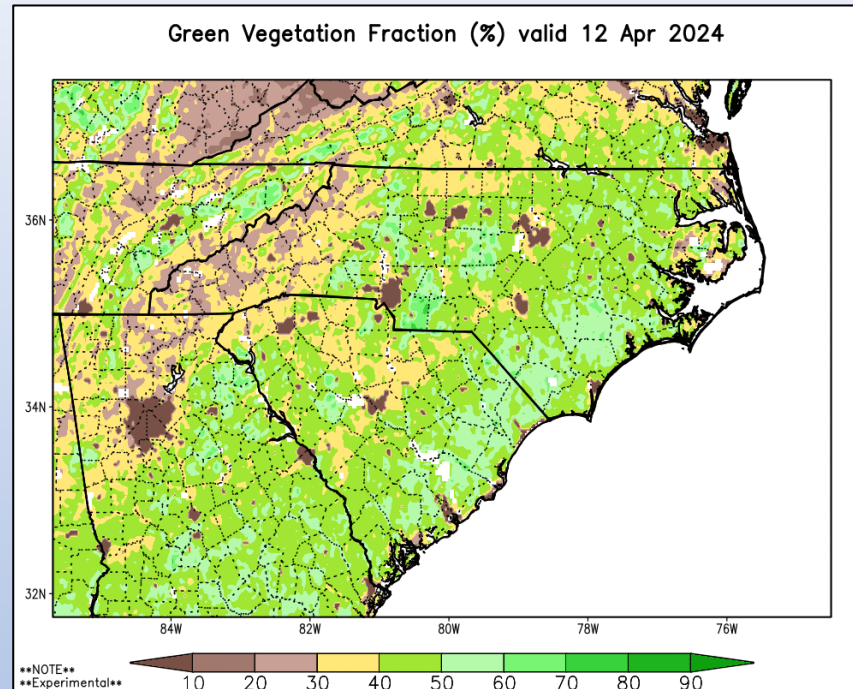 Green Vegetation Fraction (%) valid 12 Apr 2024
36N
34N
32N
84W 82W 80W 78W 76W
**NOTE**
**Experimental**
10 20 30 40 50 60 70 80 90